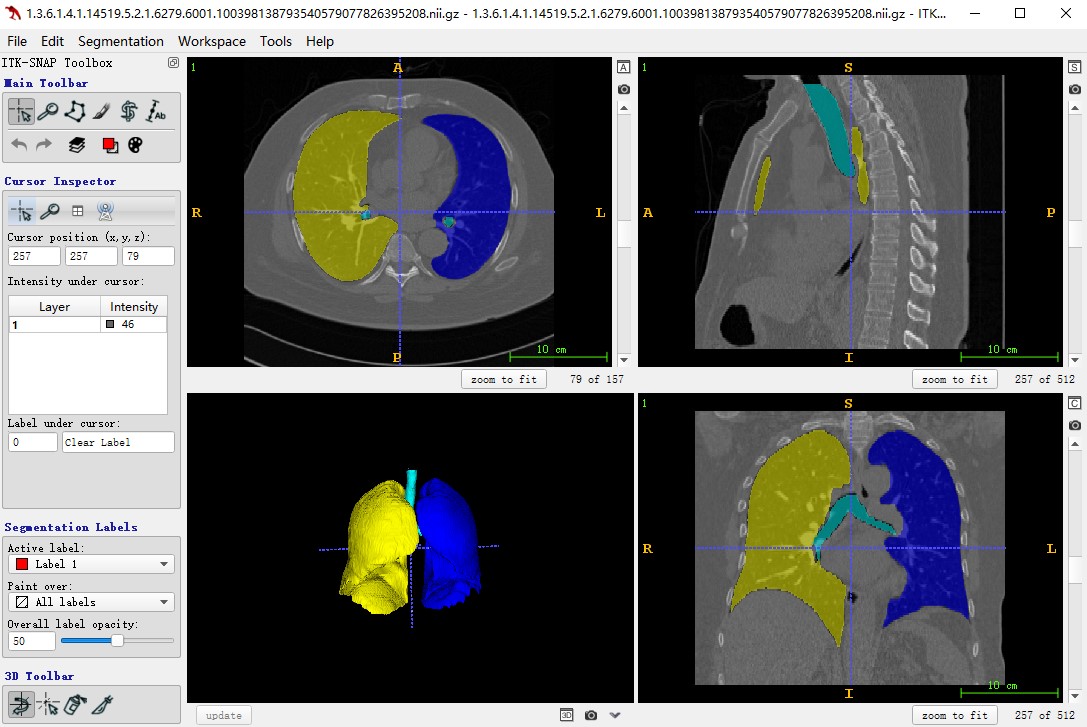 1.3.6.1.4.1.14519.5.2.1.6279.6001.100398138793540579077826395208.nii.gz - 1.3.6.1.4.1.14519.5.2.1.6279.6001.100398138793540579077826395208.nii.gz - ITK...
File Edit Segmentation Workspace Tools Help
ITK-SNAP Toolbox
Main Toolbar
Ab
Cursor Inspector
Cursor position (x,y,z):
257 257 79
Intensity under cursor:
Layer Intensity
1 46
Label under cursor:
0 Clear Label
Segmentation Labels
Active label:
Label 1
Paint over:
All labels
Overall label opacity:
50
3D Toolbar
1 A
R L
P
10 cm
A
zoom to fit 79 of 157
1 S
A P
I
10 cm
S
zoom to fit 257 of 512
update
3D
1 S
R L
I
10 cm
C
zoom to fit 257 of 512